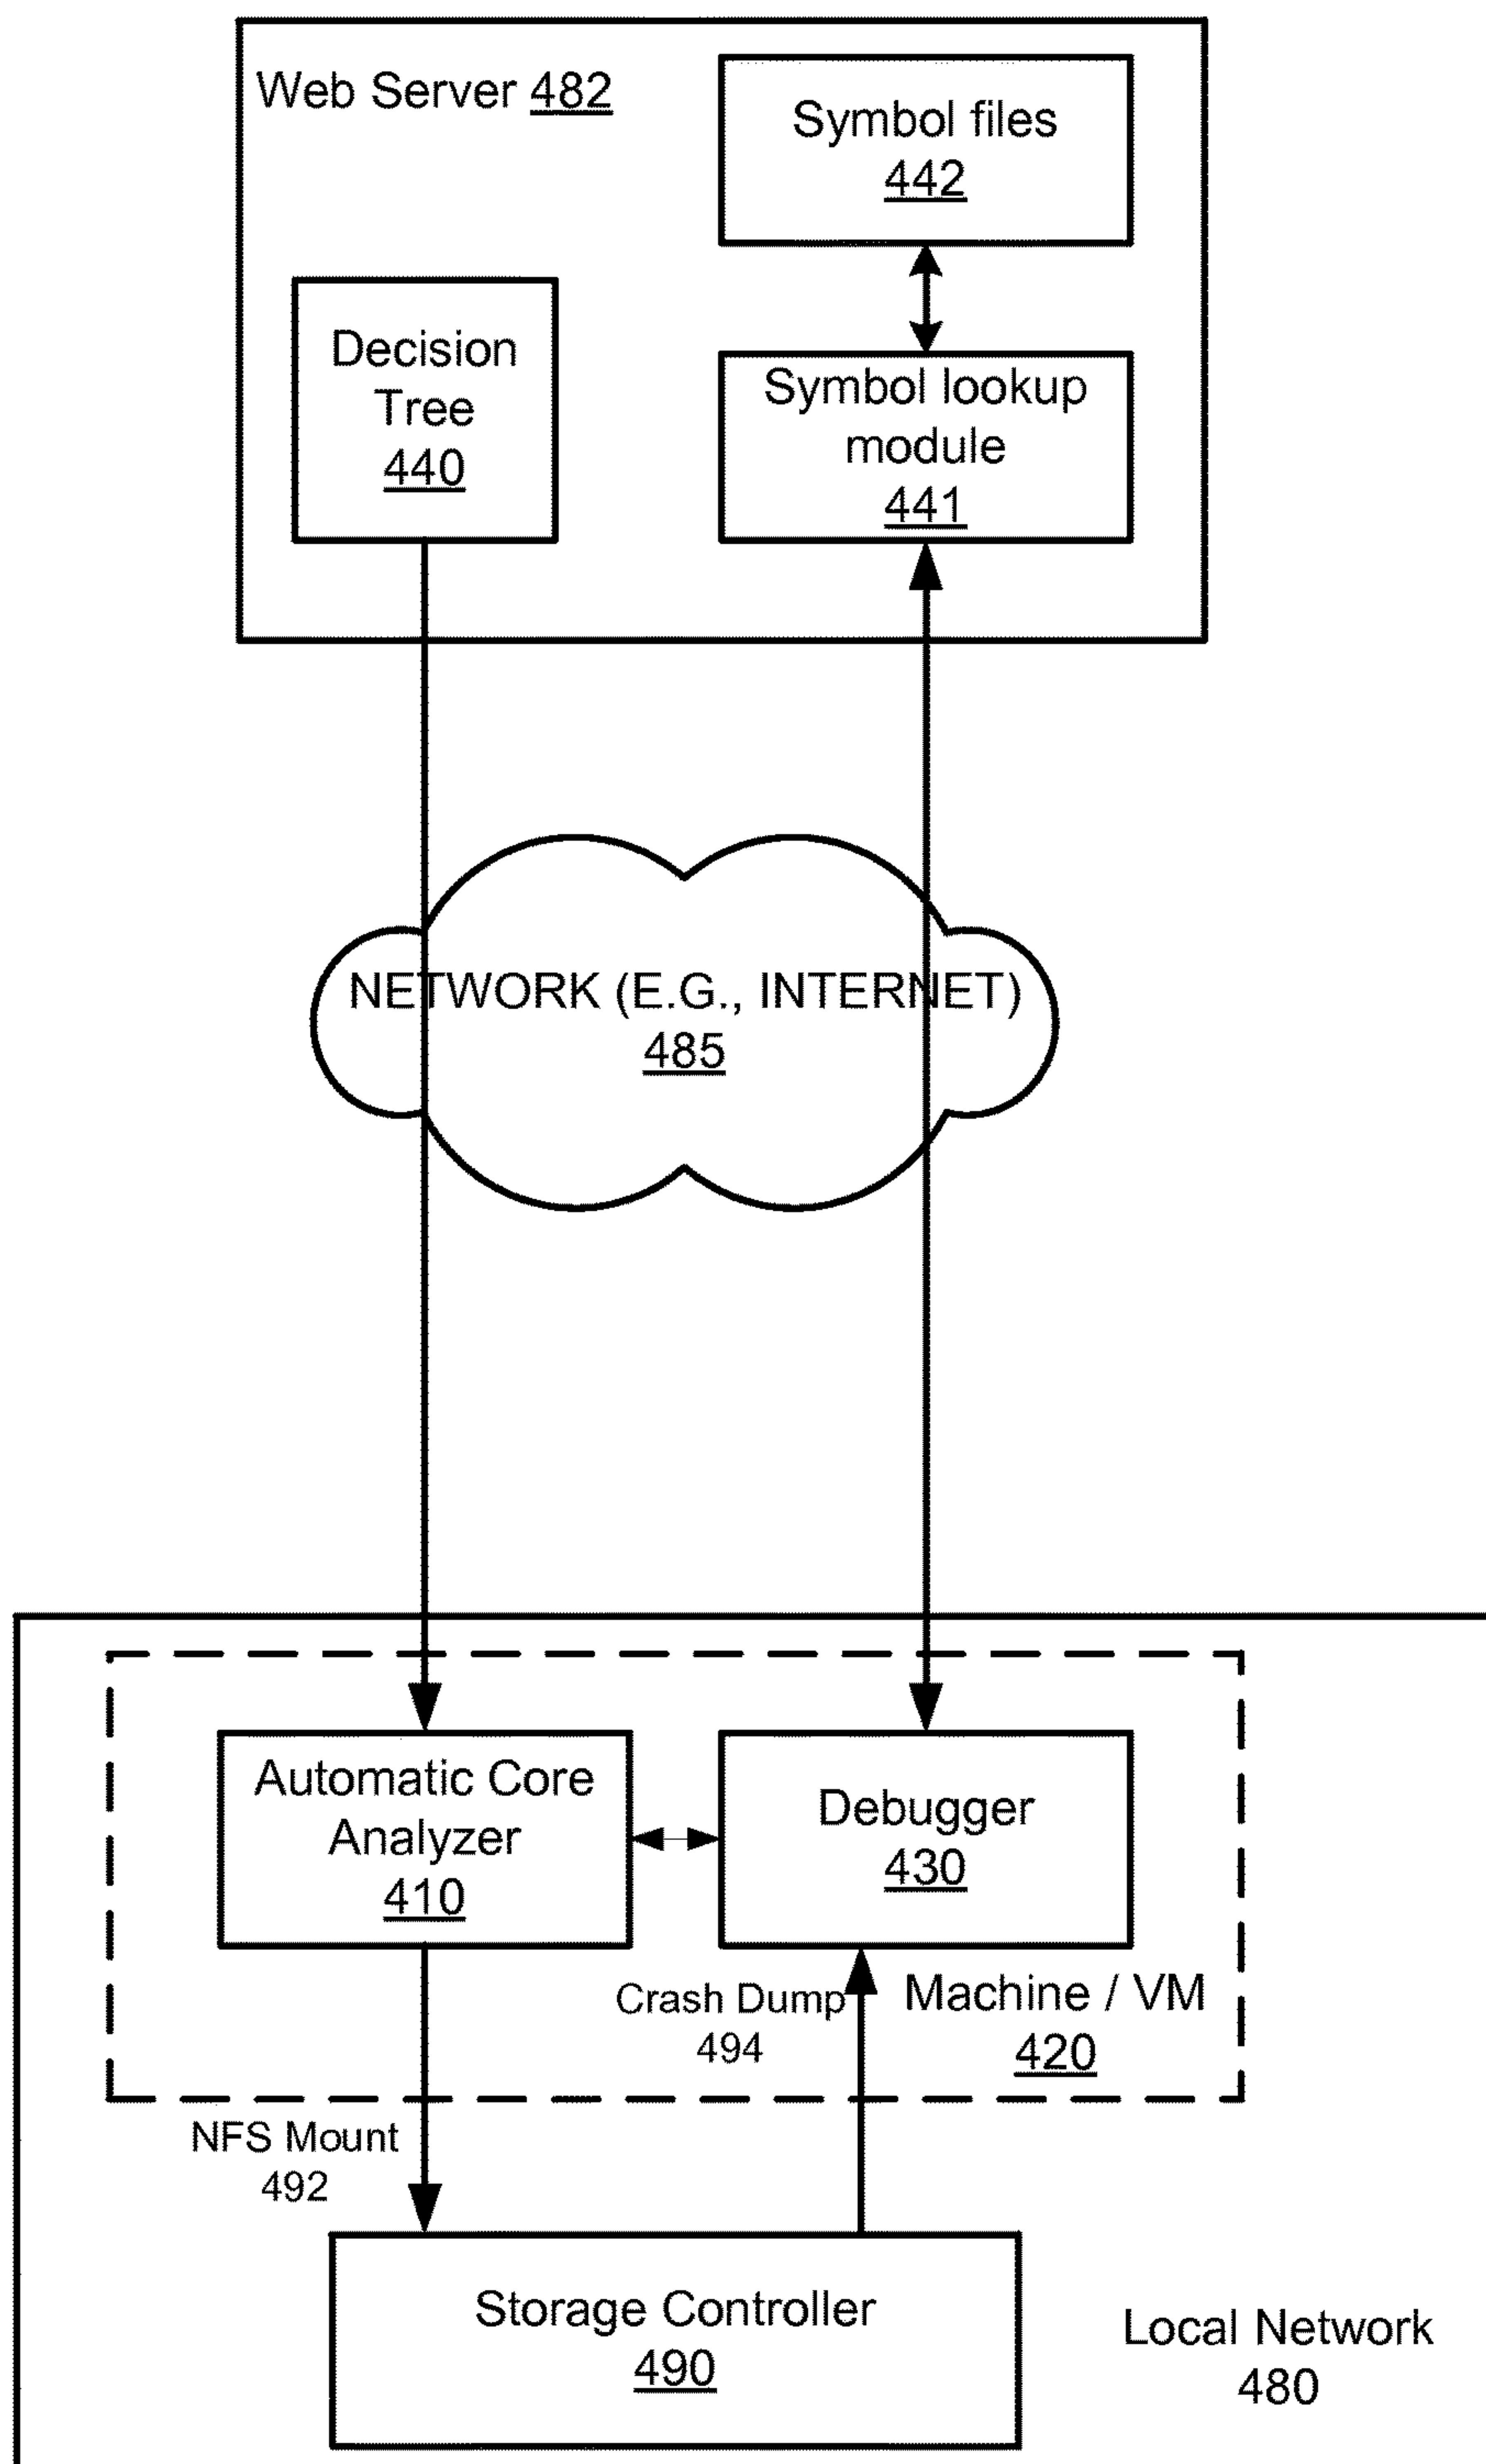 Web Server 482
Symbol files
442
Decision
Tree
440
Symbol lookup
module
441
NETWORK (E.G., INTERNET)
485
Automatic Core
Analyzer
410
Debugger
430
Crash Dump
494
Machine / VM
420
NFS Mount
492
Storage Controller
490
Local Network
480